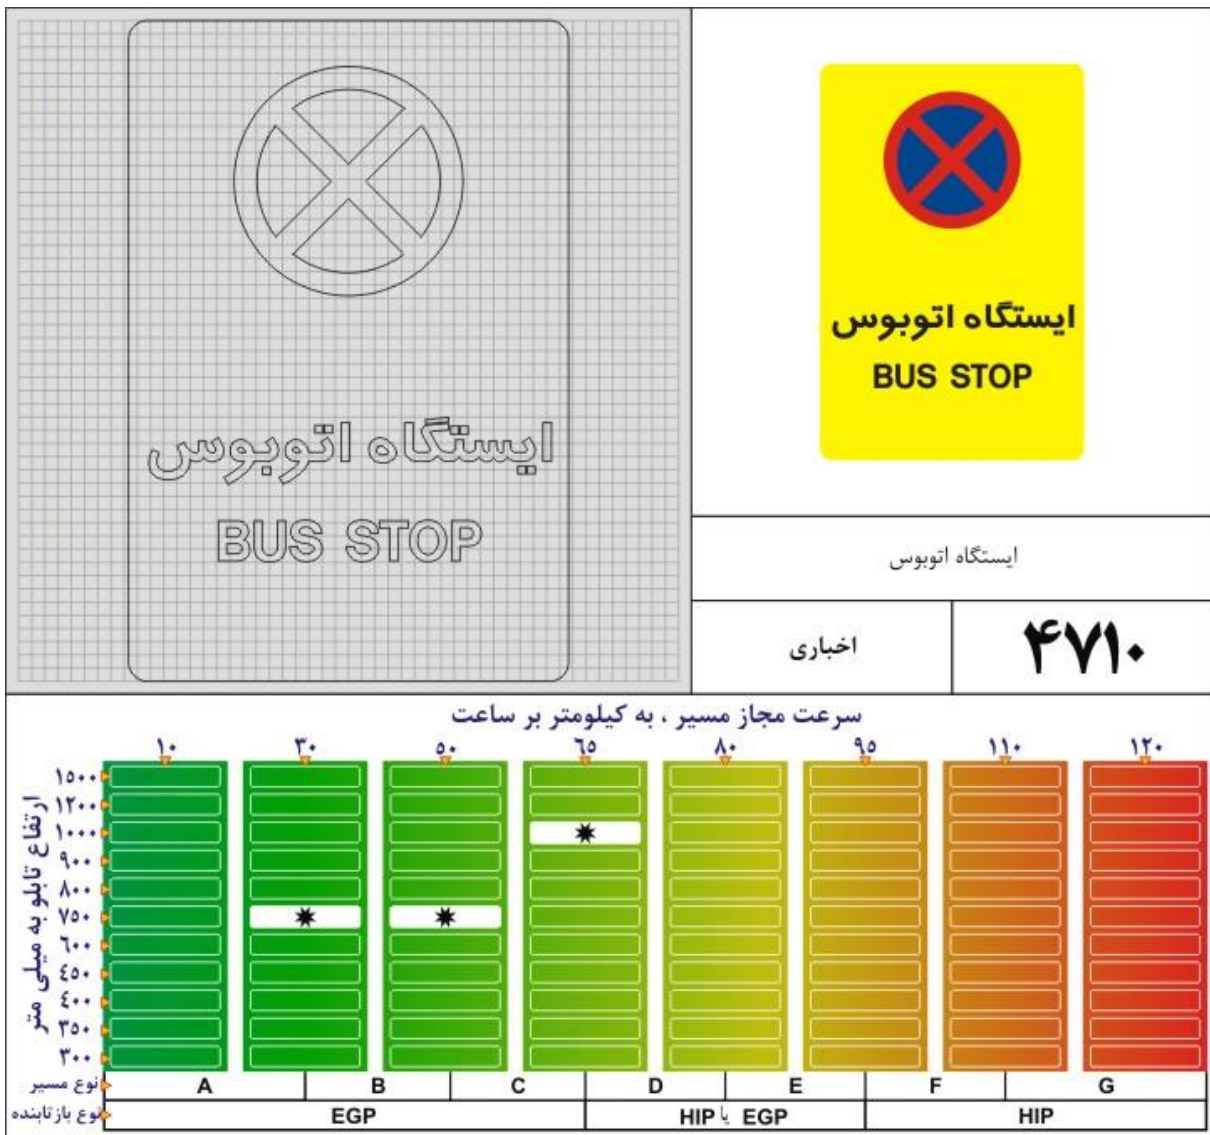 ایستگاه اتوبوس
BUS STOP
ایستگاه اتوبوس
BUS STOP
ایستگاه اتوبوس
۴۷۱۰
اخباری
سرعت مجاز مسیر ، به کیلومتر بر ساعت
۱۰ ۳۰ ۵۰ ۶۵ ۸۰ ۹۵ ۱۱۰ ۱۲۰
ارتفاع تابلو به میلی متر
۱۵۰۰
۱۲۰۰
۱۰۰۰
۹۰۰
۸۰۰
۷۵۰
۶۰۰
٤۵۰
٤۰۰
۳۵۰
۳۰۰
نوع مسیر A B C D E F G
نوع بازتابنده EGP HIP یا EGP HIP